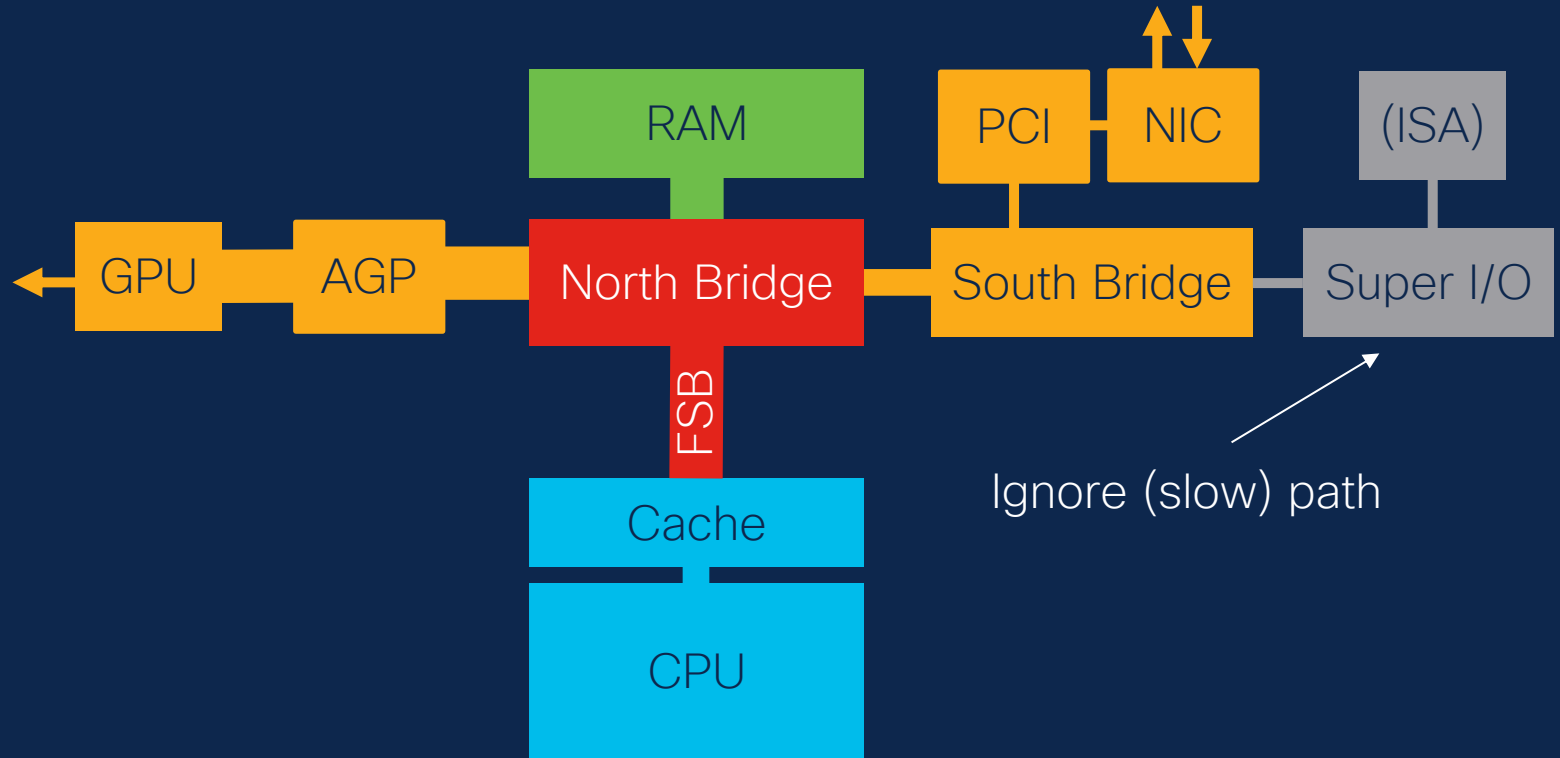 RAM
PCI
NIC
(ISA)
GPU
AGP
North Bridge
South Bridge
Super I/O
FSB
Ignore (slow) path
Cache
CPU